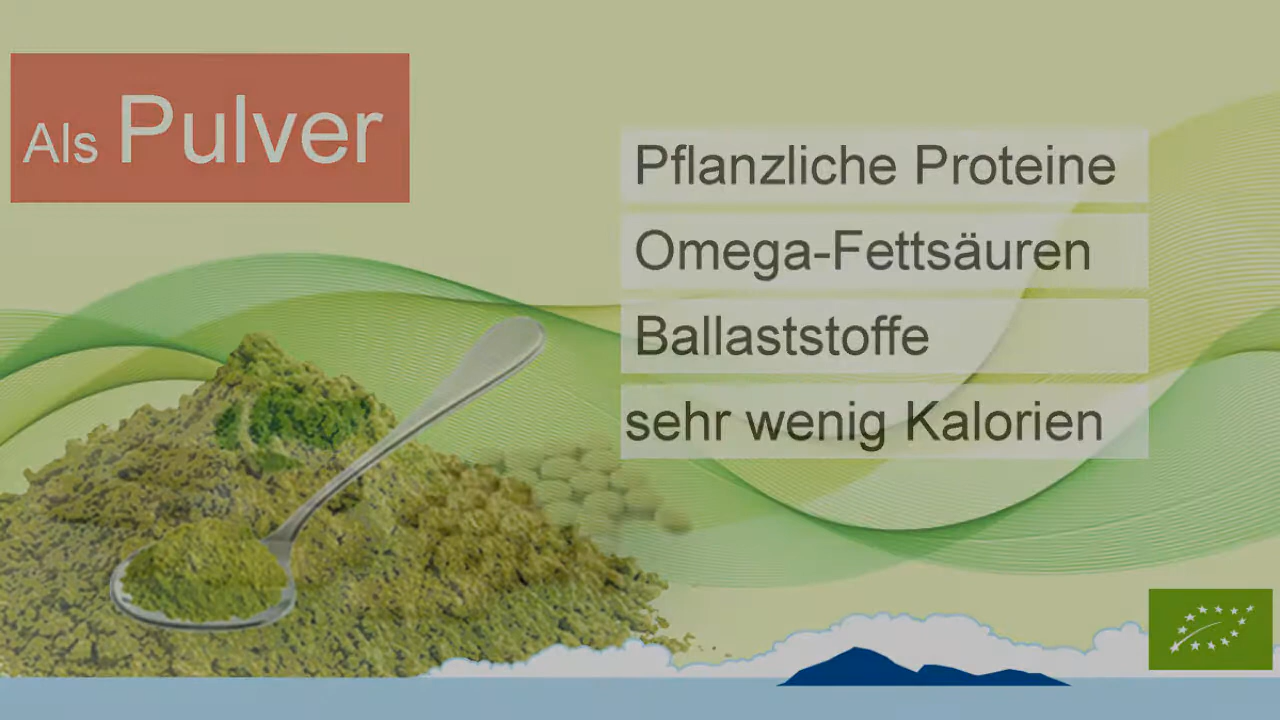 Als Pulver
Pflanzliche Proteine
Omega-Fettsäuren
Ballaststoffe
sehr wenig Kalorien